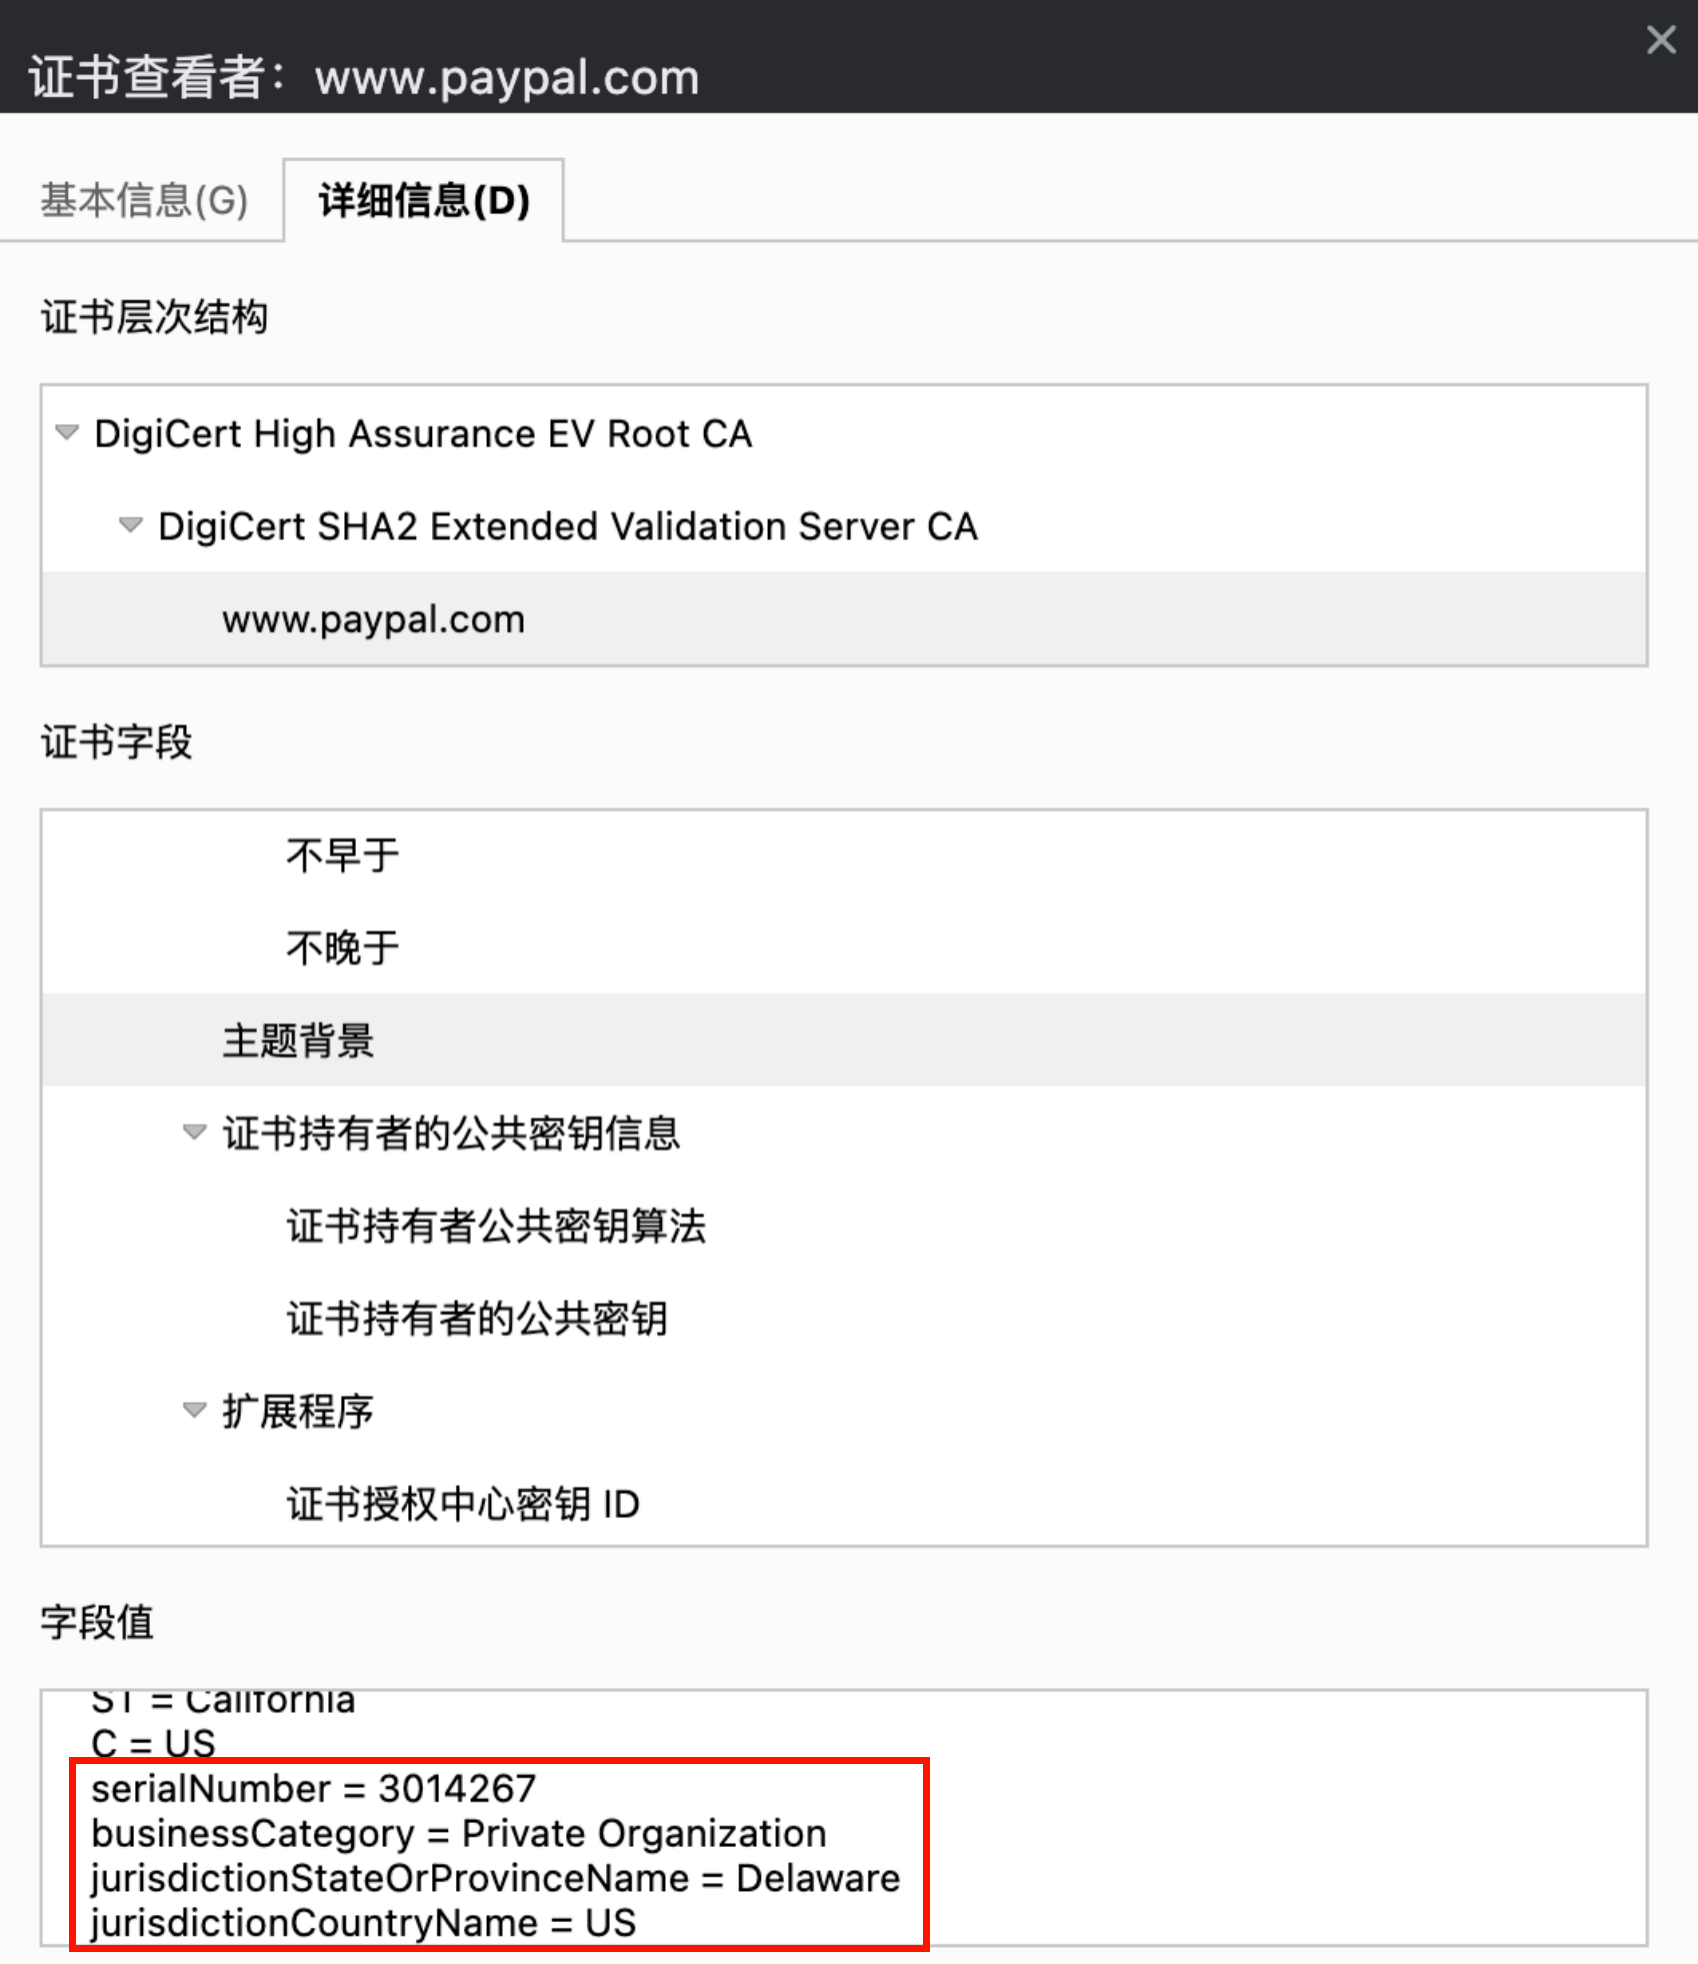 证书查看者：www.paypal.com
基本信息(G)
详细信息(D)
证书层次结构
DigiCert High Assurance EV Root CA
DigiCert SHA2 Extended Validation Server CA
www.paypal.com
证书字段
不早于
不晚于
主题背景
证书持有者的公共密钥信息
证书持有者公共密钥算法
证书持有者的公共密钥
扩展程序
证书授权中心密钥 ID
字段值
ST = California
C = US
serialNumber = 3014267
businessCategory = Private Organization
jurisdictionStateOrProvinceName = Delaware
jurisdictionCountryName = US